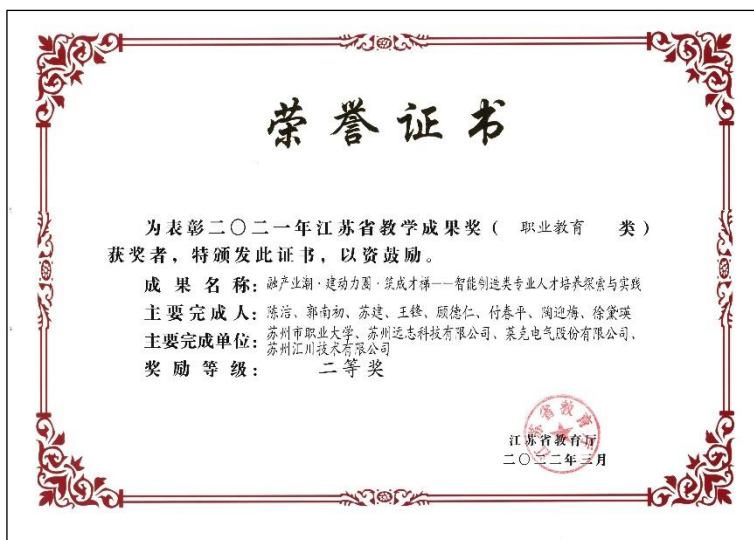 荣誉证书
为表彰二〇二一年江苏省教学成果奖（ 职业教育 类）
获奖者，特颁发此证书，以资鼓励。
成果名称：融产业潮·建动力圈·筑成才梯——智能制造类专业人才培养探索与实践
主要完成人：陈洁、郭南初、苏建、王锋、顾德仁、付春平、陶迎梅、徐黛瑛
主要完成单位：苏州市职业大学、苏州远志科技有限公司、莱克电气股份有限公司、
苏州汇川技术有限公司
奖励等级： 二等奖
江苏省教育厅
江苏省教育厅
二〇二二年三月